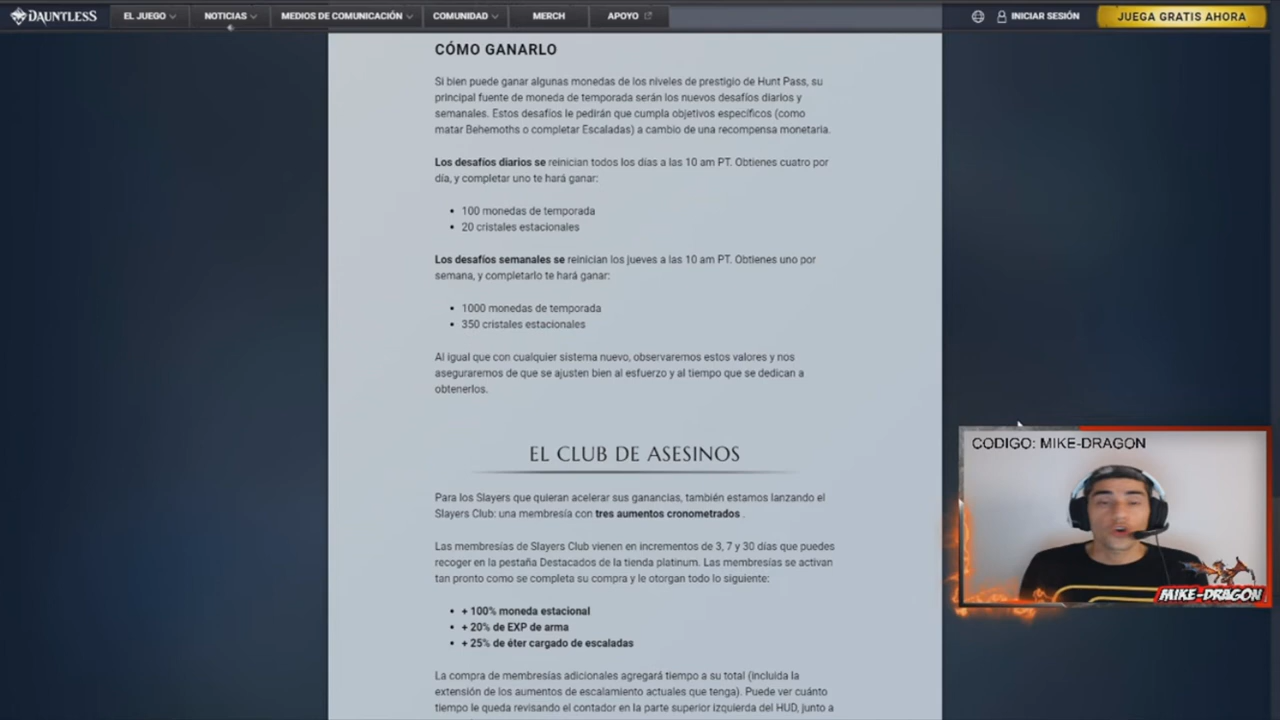 DAUNTLESS
EL JUEGO
NOTICIAS
MEDIOS DE COMUNICACIÓN
COMUNIDAD
MERCH
APOYO
INICIAR SESIÓN
JUEGA GRATIS AHORA
CÓMO GANARLO
Si bien puede ganar algunas monedas de los niveles de prestigio de Hunt Pass, su
principal fuente de moneda de temporada serán los nuevos desafíos diarios y
semanales. Estos desafíos le pedirán que cumpla objetivos específicos (como
matar Behemoths o completar Escaladas) a cambio de una recompensa monetaria.
Los desafíos diarios se reinician todos los días a las 10 am PT. Obtienes cuatro por
día, y completar uno te hará ganar:
• 100 monedas de temporada
• 20 cristales estacionales
Los desafíos semanales se reinician los jueves a las 10 am PT. Obtienes uno por
semana, y completarlo te hará ganar:
• 1000 monedas de temporada
• 350 cristales estacionales
Al igual que con cualquier sistema nuevo, observaremos estos valores y nos
aseguraremos de que se ajusten bien al esfuerzo y al tiempo que se dedican a
obtenerlos.
EL CLUB DE ASESINOS
Para los Slayers que quieran acelerar sus ganancias, también estamos lanzando el
Slayers Club: una membresía con tres aumentos cronometrados .
Las membresías de Slayers Club vienen en incrementos de 3, 7 y 30 días que puedes
recoger en la pestaña Destacados de la tienda platinum. Las membresías se activan
tan pronto como se completa su compra y le otorgan todo lo siguiente:
• + 100% moneda estacional
• + 20% de EXP de arma
• + 25% de éter cargado de escaladas
La compra de membresías adicionales agregará tiempo a su total (incluida la
extensión de los aumentos de escalamiento actuales que tenga). Puede ver cuánto
tiempo le queda revisando el contador en la parte superior izquierda del HUD, junto a
CODIGO: MIKE-DRAGON
MIKE-DRAGON